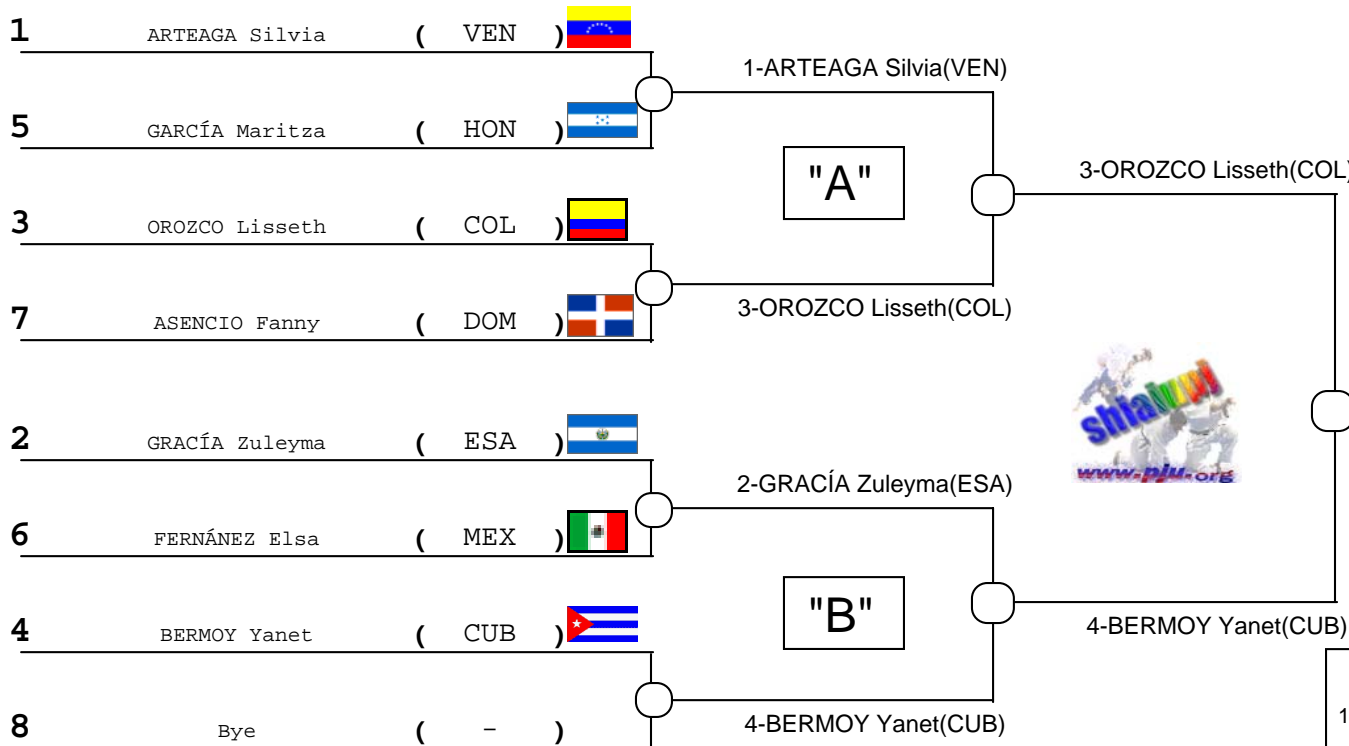 1 ARTEAGA Silvia ( VEN )
1-ARTEAGA Silvia(VEN)
5 GARCÍA Maritza ( HON )
"A"
3-OROZCO Lisseth(COL)
3 OROZCO Lisseth ( COL )
3-OROZCO Lisseth(COL)
7 ASENCIO Fanny ( DOM )
shiaiwpj
www.pju.org
2 GRACÍA Zuleyma ( ESA )
2-GRACÍA Zuleyma(ESA)
6 FERNÁNEZ Elsa ( MEX )
"B"
4 BERMOY Yanet ( CUB )
4-BERMOY Yanet(CUB)
4-BERMOY Yanet(CUB)
8 Bye ( - )
1